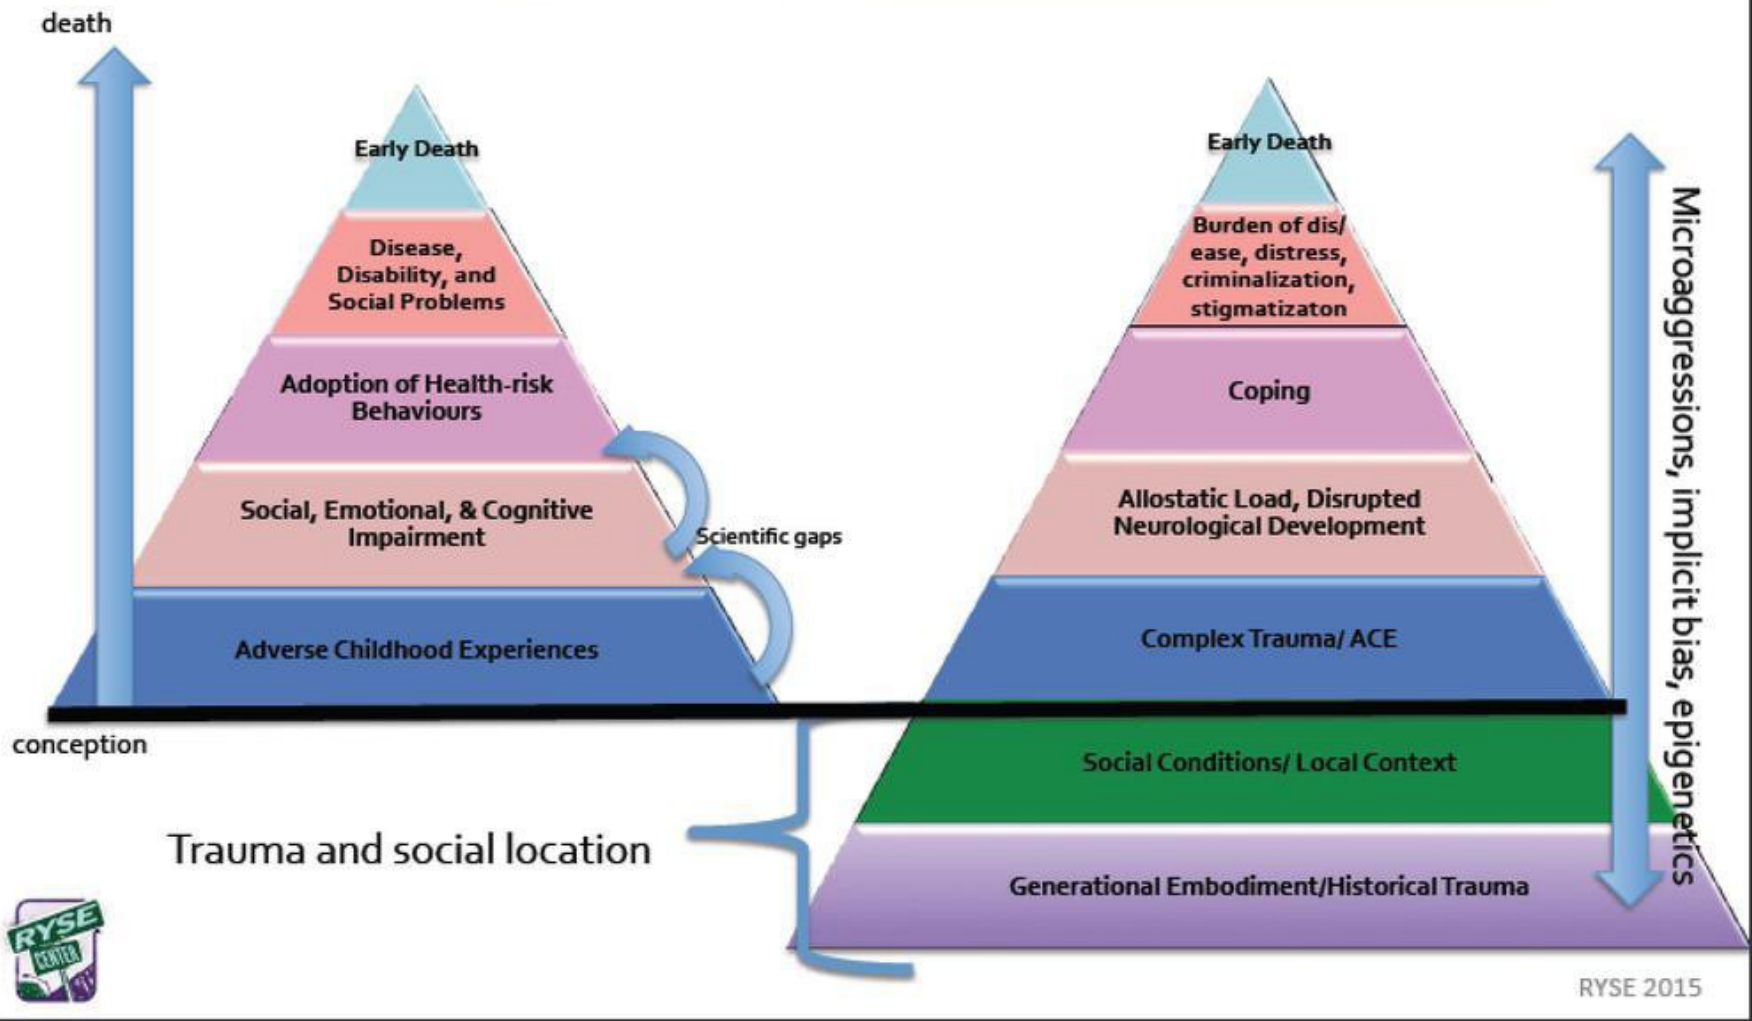 death
Early Death
Disease,
Disability, and
Social Problems
Adoption of Health-risk
Behaviours
Social, Emotional, & Cognitive
Impairment
Scientific gaps
Adverse Childhood Experiences
conception
Early Death
Burden of dis/
ease, distress,
criminalization,
stigmatizaton
Coping
Allostatic Load, Disrupted
Neurological Development
Complex Trauma/ ACE
Social Conditions/ Local Context
Generational Embodiment/Historical Trauma
Microaggressions, implicit bias, epigenetics
Trauma and social location
RYSE
CENTER
RYSE 2015